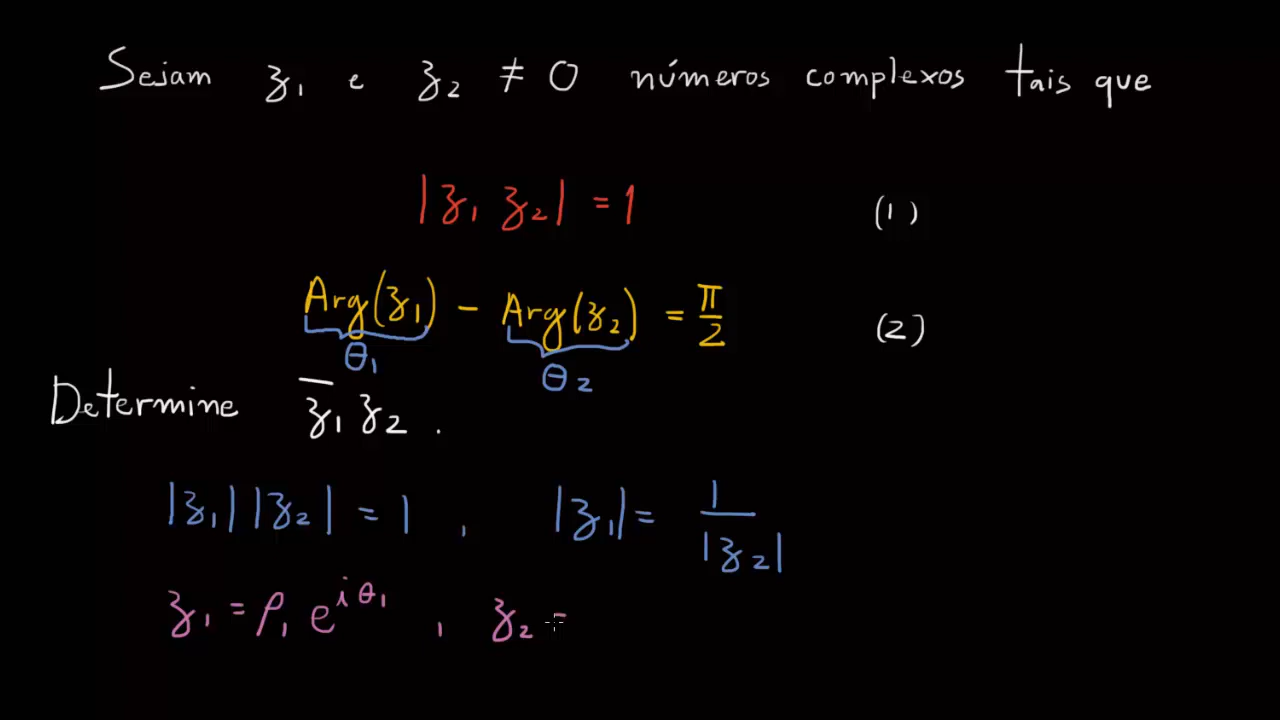 Sejam z₁ e z₂ ≠ 0 números complexos tais que
|z₁ z₂| = 1 (1)
Arg(z₁) - Arg(z₂) = π/2 (2)
θ₁ θ₂
Determine z̅₁ z₂ .
|z₁| |z₂| = 1 , |z₁| = 1/|z₂|
z₁ = ρ₁ e^{iθ₁} , z₂ =